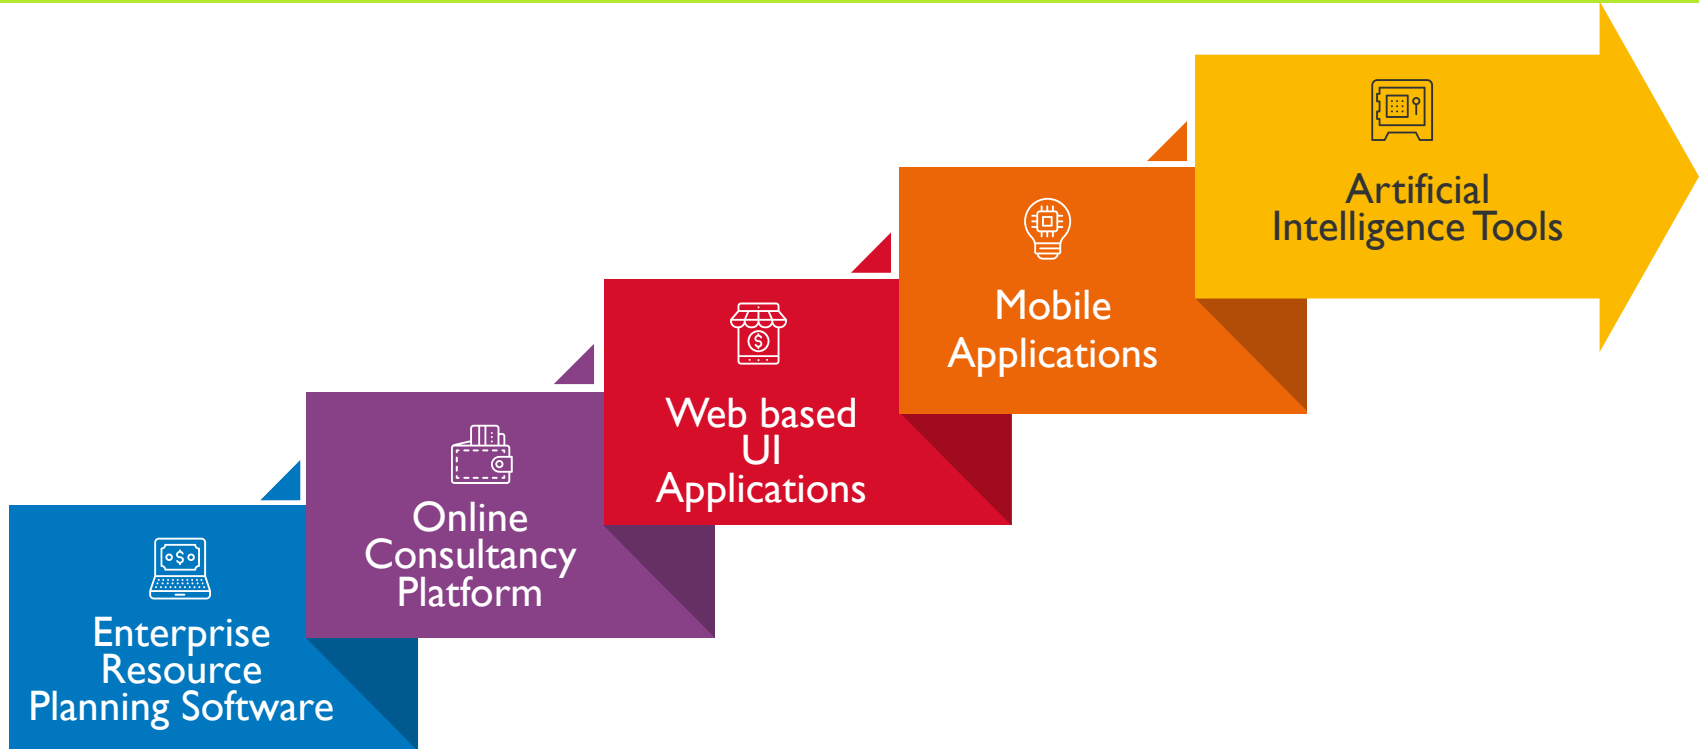 Enterprise
Resource
Planning Software
Online
Consultancy
Platform
Web based
UI
Applications
Mobile
Applications
Artificial
Intelligence Tools